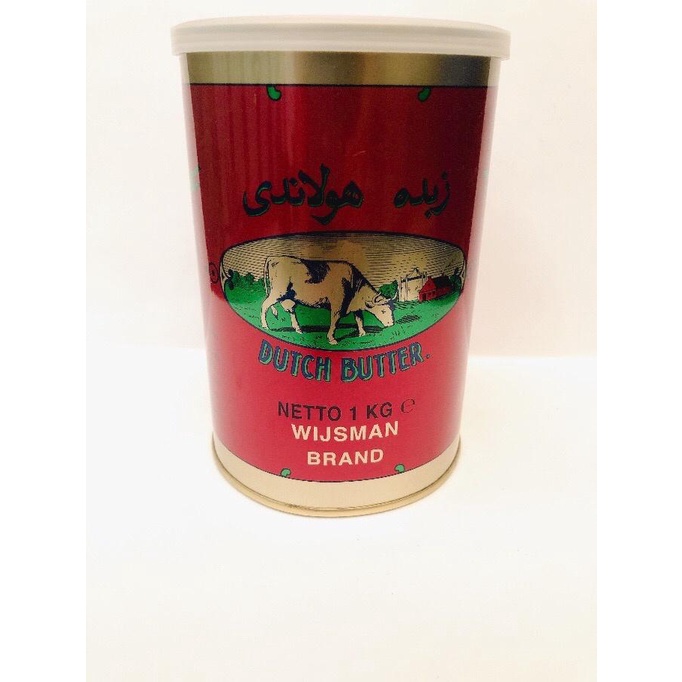 زبده هولاندی
DUTCH BUTTER.
NETTO 1 KG ℮
WIJSMAN
BRAND